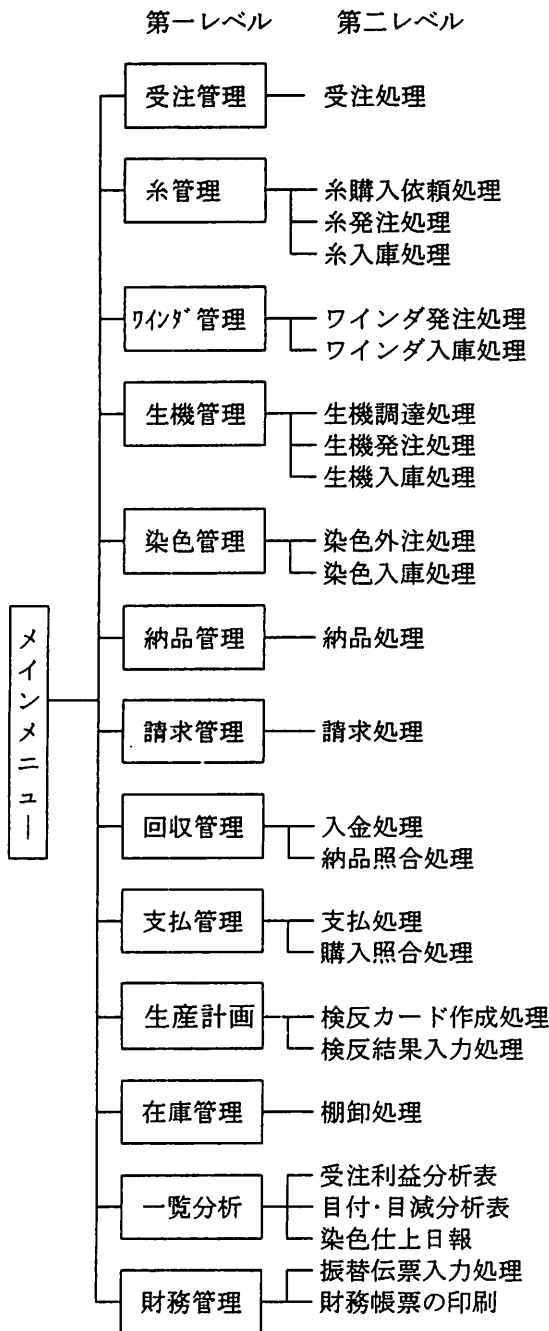 第一レベル 第二レベル
受注管理 受注処理
糸管理 糸購入依頼処理
糸発注処理
糸入庫処理
ワインダ管理 ワインダ発注処理
ワインダ入庫処理
生機管理 生機調達処理
生機発注処理
生機入庫処理
染色管理 染色外注処理
染色入庫処理
メインメニュー
納品管理 納品処理
請求管理 請求処理
回収管理 入金処理
納品照合処理
支払管理 支払処理
購入照合処理
生産計画 検反カード作成処理
検反結果入力処理
在庫管理 棚卸処理
受注利益分析表
一覧分析 目付・目減分析表
染色仕上日報
振替伝票入力処理
財務管理 財務帳票の印刷